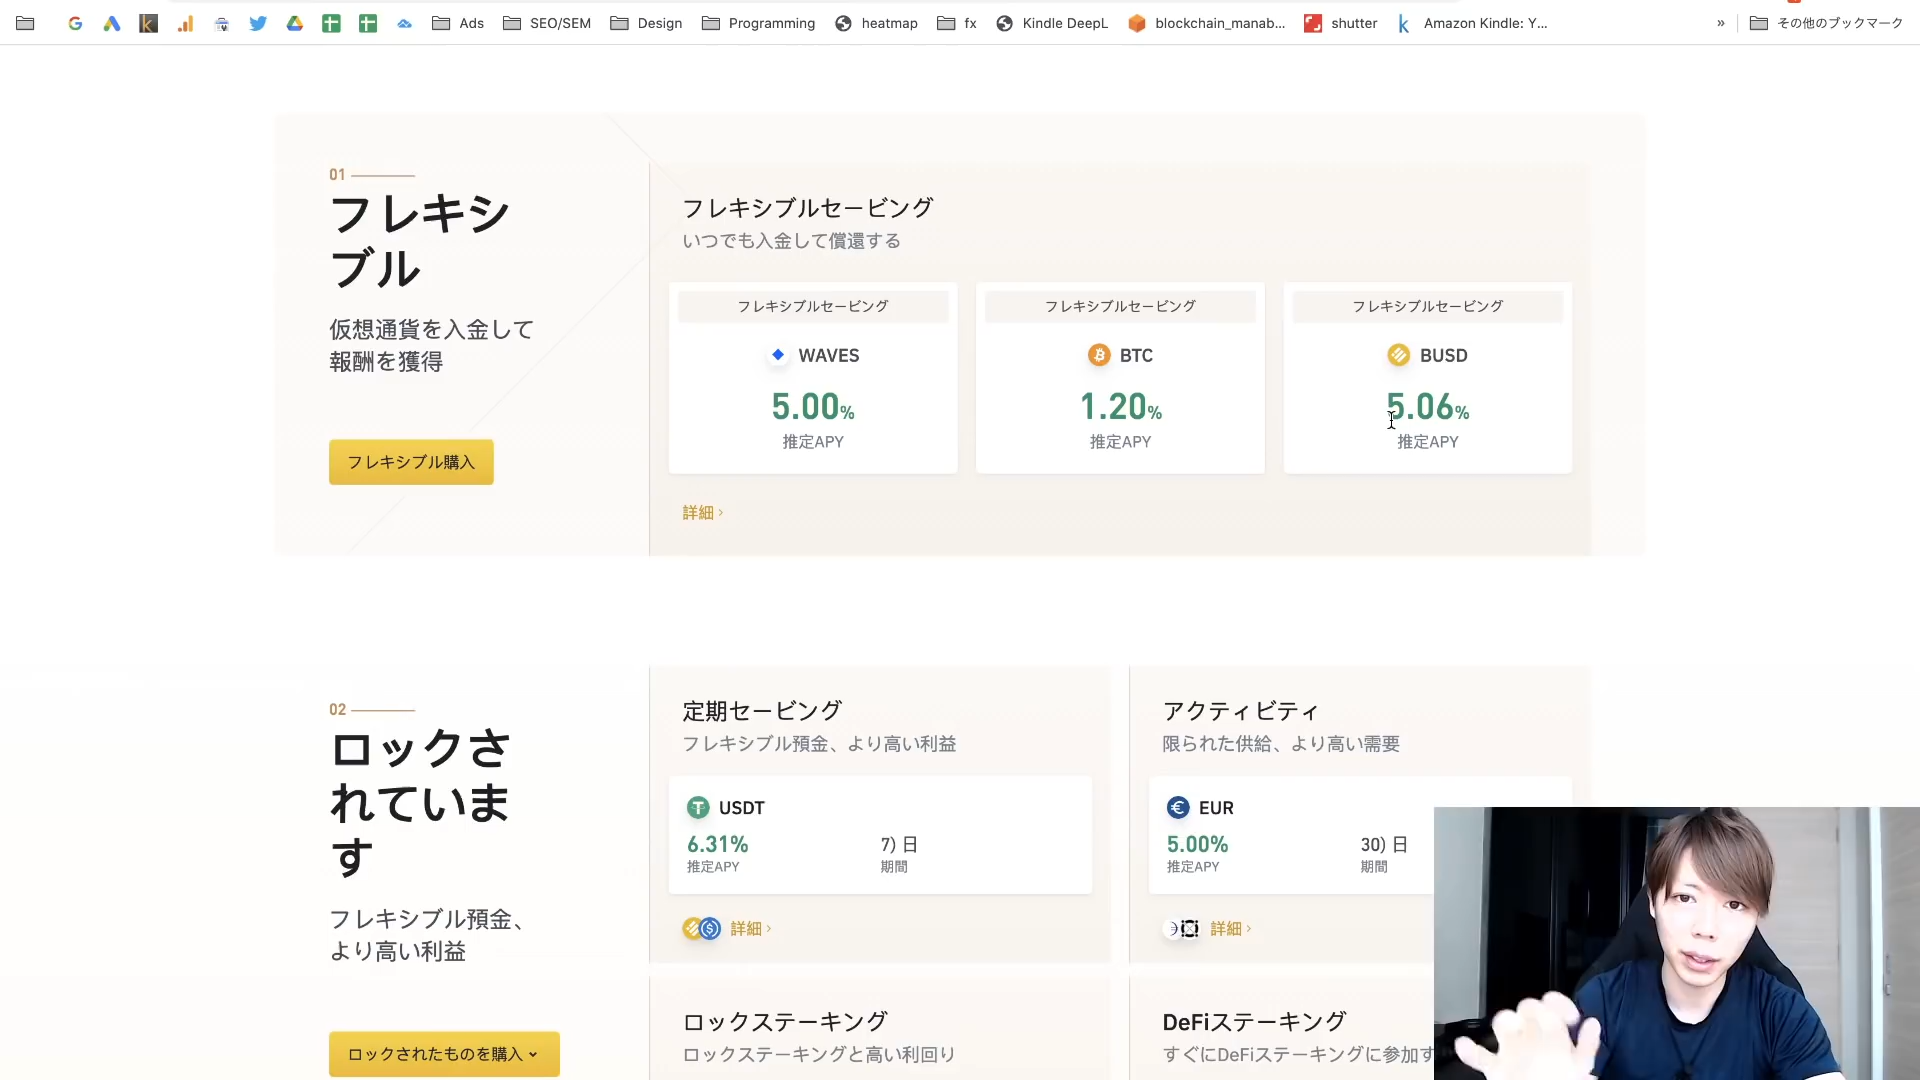 Ads
SEO/SEM
Design
Programming
heatmap
fx
Kindle DeepL
blockchain_manab...
shutter
Amazon Kindle: Y...
»
その他のブックマーク
01
フレキシ
ブル
仮想通貨を入金して
報酬を獲得
フレキシブル購入
フレキシブルセービング
いつでも入金して償還する
フレキシブルセービング
WAVES
5.00%
推定APY
フレキシブルセービング
BTC
1.20%
推定APY
フレキシブルセービング
BUSD
5.06%
推定APY
詳細 ›
02
ロックさ
れていま
す
フレキシブル預金、
より高い利益
ロックされたものを購入
定期セービング
フレキシブル預金、より高い利益
USDT
6.31%
推定APY
7) 日
期間
詳細 ›
アクティビティ
限られた供給、より高い需要
EUR
5.00%
推定APY
30) 日
期間
詳細 ›
ロックステーキング
ロックステーキングと高い利回り
DeFiステーキング
すぐにDeFiステーキングに参加す